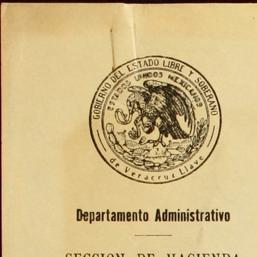 GOBIERNO DEL ESTADO LIBRE Y SOBERANO
ESTADOS UNIDOS MEXICANOS
de Veracruz Llave
Departamento Administrativo
SECCION DE HACIENDA